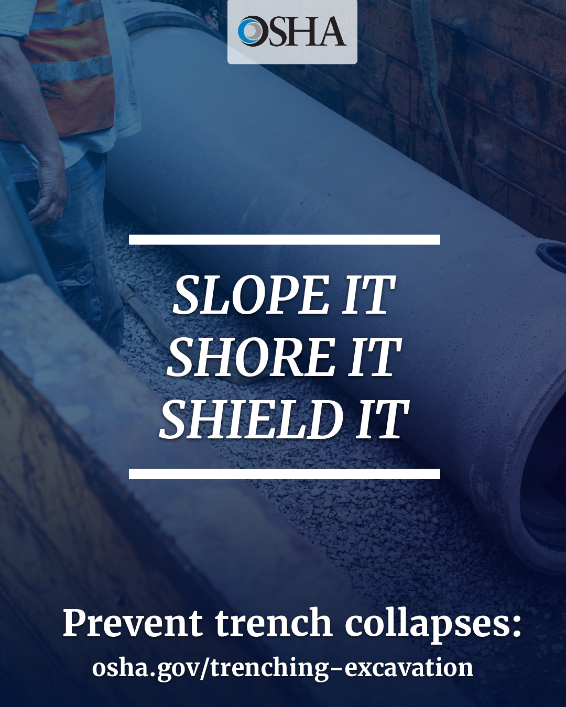 OSHA
SLOPE IT
SHORE IT
SHIELD IT
Prevent trench collapses:
osha.gov/trenching-excavation